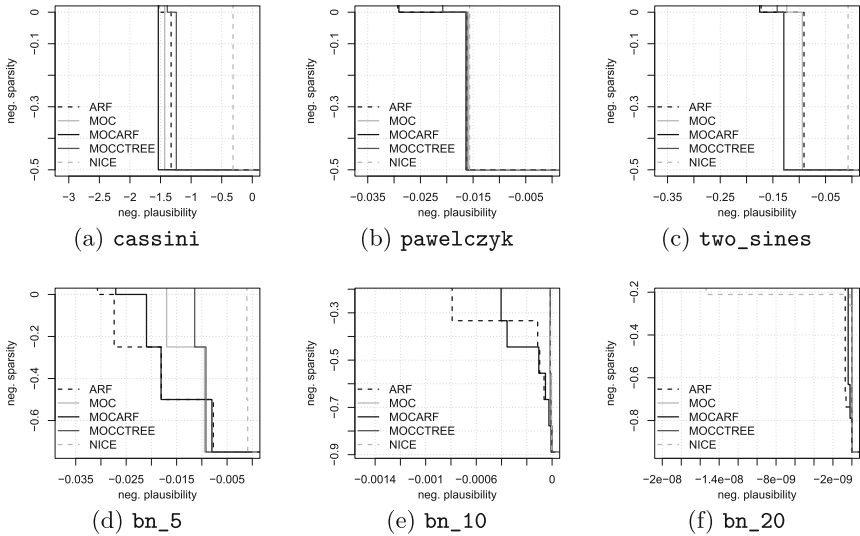 0
−0.1
−0.3
−0.5
neg. sparsity
ARF
MOC
MOCARF
MOCCTREE
NICE
−3 −2 −1.5 −1 −0.5 0
neg. plausibility
(a) cassini
0
−0.1
−0.3
−0.5
neg. sparsity
ARF
MOC
MOCARF
MOCCTREE
NICE
−0.035 −0.025 −0.015 −0.005
neg. plausibility
(b) pawelczyk
0
−0.1
−0.3
−0.5
neg. sparsity
ARF
MOC
MOCARF
MOCCTREE
NICE
−0.35 −0.25 −0.15 −0.05
neg. plausibility
(c) two_sines
0
−0.2
−0.4
−0.6
neg. sparsity
ARF
MOC
MOCARF
MOCCTREE
NICE
−0.035 −0.025 −0.015 −0.005
neg. plausibility
(d) bn_5
−0.3
−0.5
−0.7
−0.9
neg. sparsity
ARF
MOC
MOCARF
MOCCTREE
NICE
−0.0014 −0.001 −0.0006 0
neg. plausibility
(e) bn_10
−0.2
−0.4
−0.6
−0.8
neg. sparsity
ARF
MOC
MOCARF
MOCCTREE
NICE
−2e−08 −1.4e−08 −8e−09 −2e−09
neg. plausibility
(f) bn_20